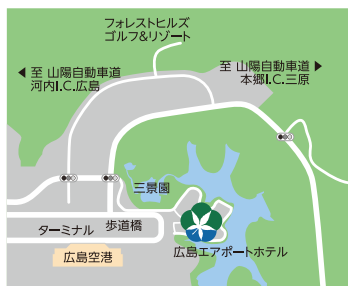 フォレストヒルズ
ゴルフ&リゾート
◀ 至 山陽自動車道
河内I.C.広島
至 山陽自動車道 ▶
本郷I.C.三原
三景園
ターミナル
歩道橋
広島空港
広島エアポートホテル